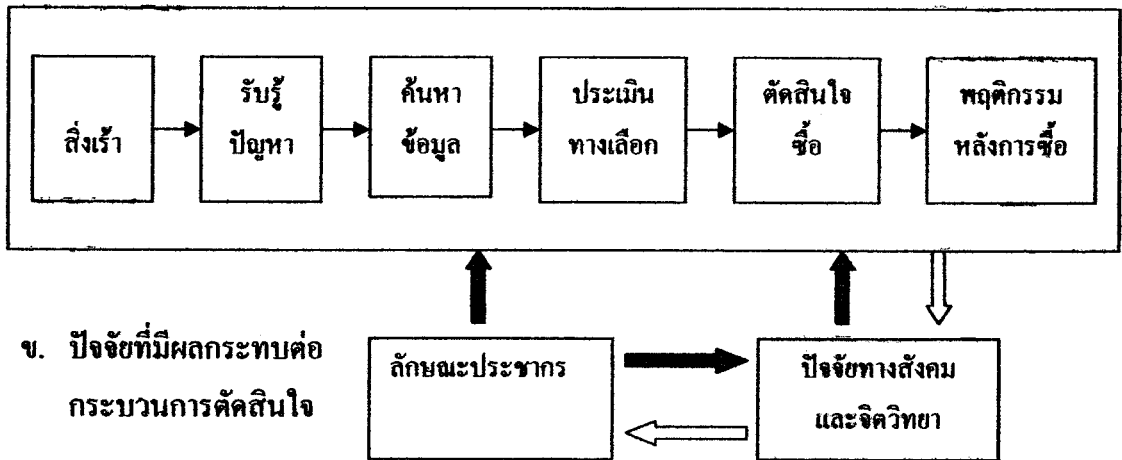 สิ่งเร้า
รับรู้
ปัญหา
ค้นหา
ข้อมูล
ประเมิน
ทางเลือก
ตัดสินใจ
ซื้อ
พฤติกรรม
หลังการซื้อ
ข. ปัจจัยที่มีผลกระทบต่อ
กระบวนการตัดสินใจ
ลักษณะประชากร
ปัจจัยทางสังคม
และจิตวิทยา